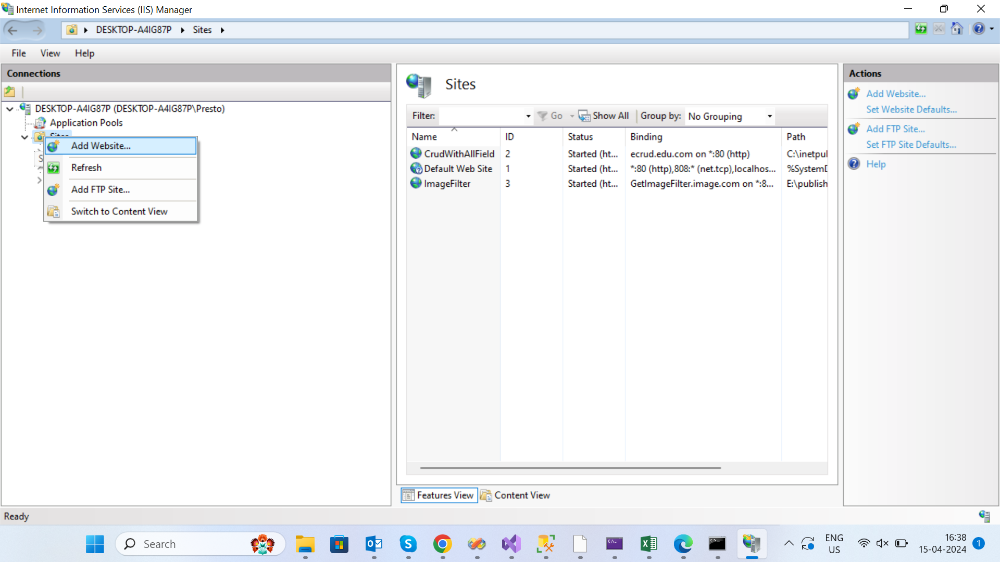 Internet Information Services (IIS) Manager
DESKTOP-A4IG87P
Sites
File View Help
Connections
DESKTOP-A4IG87P (DESKTOP-A4IG87P\Presto)
Application Pools
Add Website...
Refresh
Add FTP Site...
Switch to Content View
Sites
Filter: Go Show All Group by: No Grouping
Name ID Status Binding Path
CrudWithAllField 2 Started (ht... ecrud.edu.com on *:80 (http) C:\inetpul
Default Web Site 1 Started (ht... *:80 (http),808:* (net.tcp),localhos... %System
ImageFilter 3 Started (ht... GetImageFilter.image.com on *:8... E:\publish
Features View Content View
Actions
Add Website...
Set Website Defaults...
Add FTP Site...
Set FTP Site Defaults...
Help
Ready
Search
ENG
US
16:38
15-04-2024
1